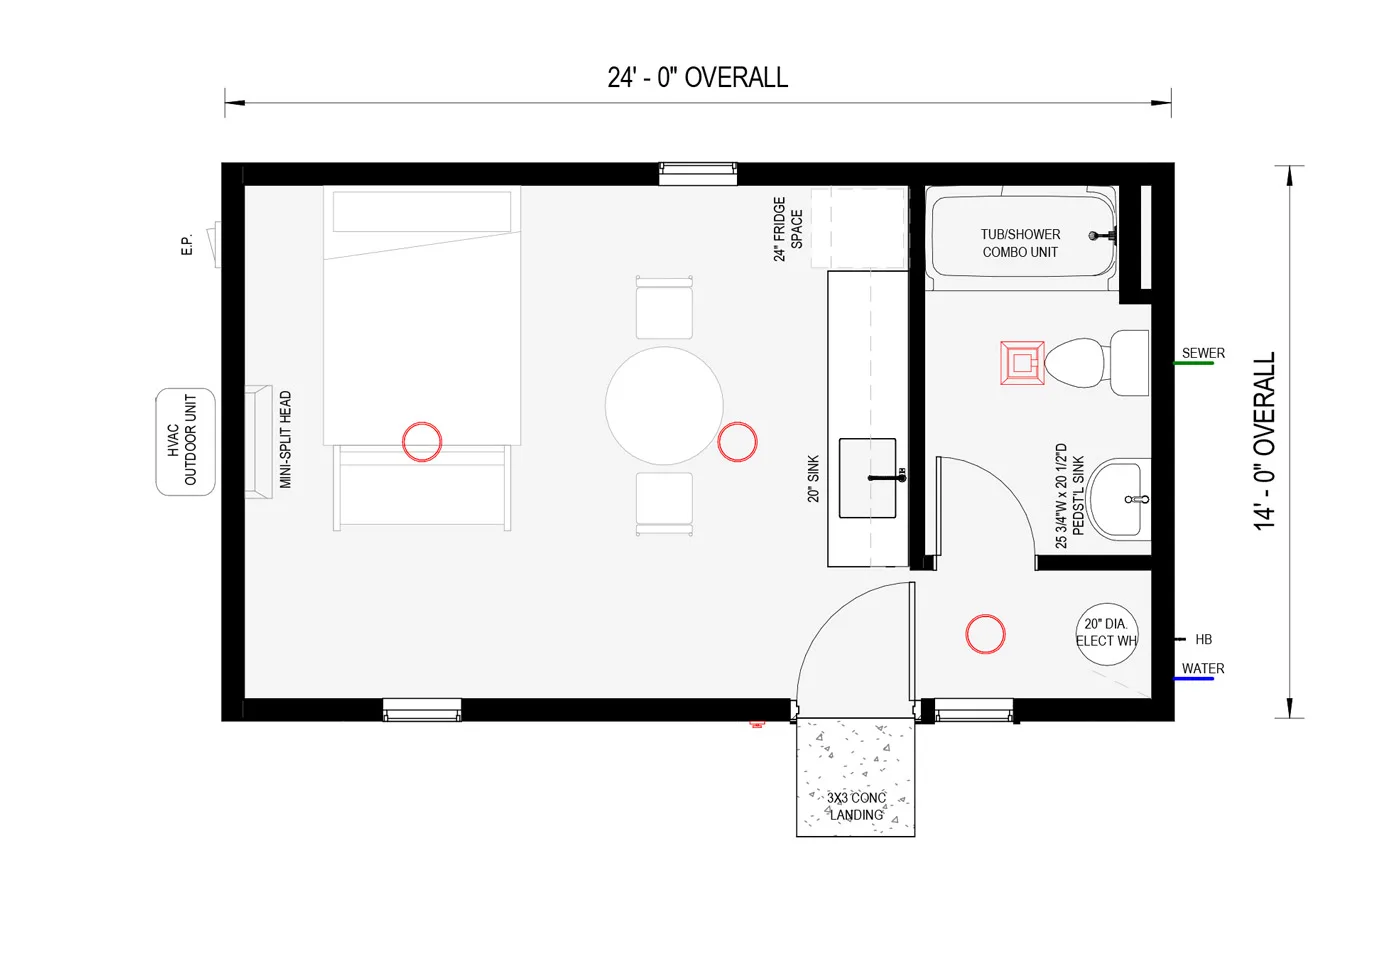 24' - 0" OVERALL
E.P.
24" FRIDGE
SPACE
TUB/SHOWER
COMBO UNIT
SEWER
14' - 0" OVERALL
HVAC
OUTDOOR UNIT
MINI-SPLIT HEAD
20" SINK
25 3/4"W x 20 1/2"D
PEDST'L SINK
20" DIA.
ELECT WH
HB
WATER
3X3 CONC
LANDING